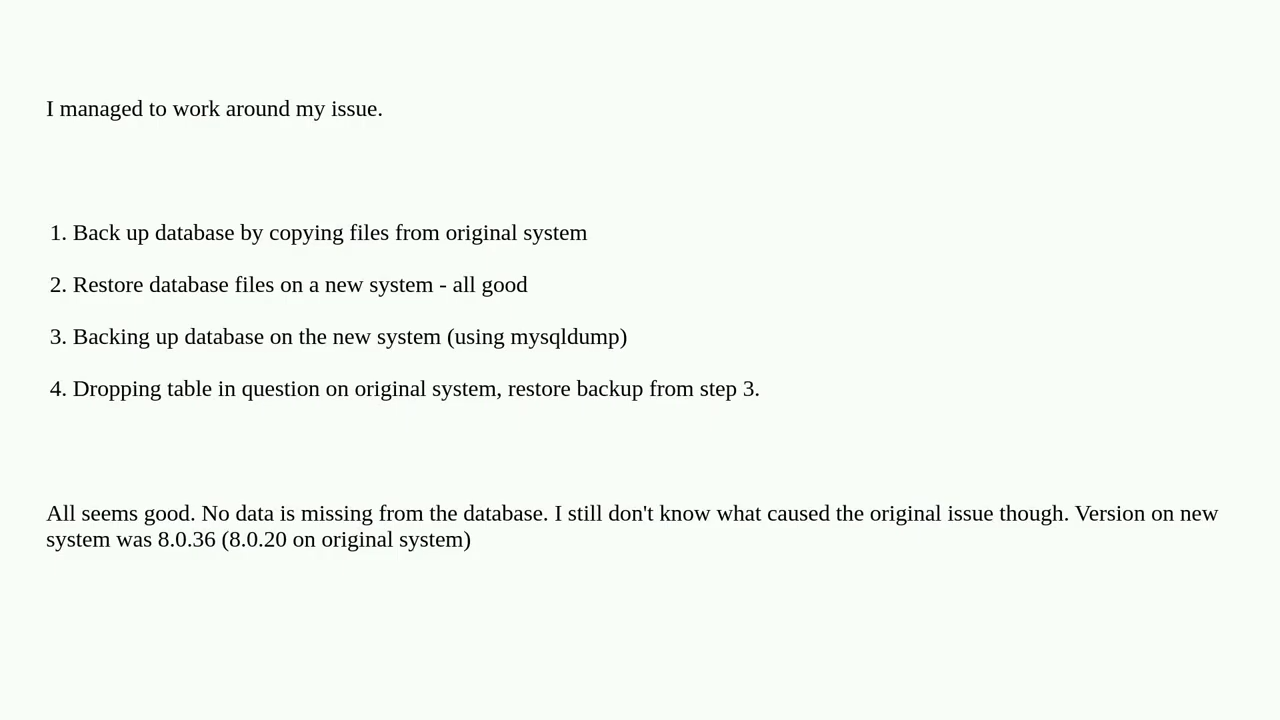 I managed to work around my issue.
1. Back up database by copying files from original system
2. Restore database files on a new system - all good
3. Backing up database on the new system (using mysqldump)
4. Dropping table in question on original system, restore backup from step 3.
All seems good. No data is missing from the database. I still don't know what caused the original issue though. Version on new
system was 8.0.36 (8.0.20 on original system)